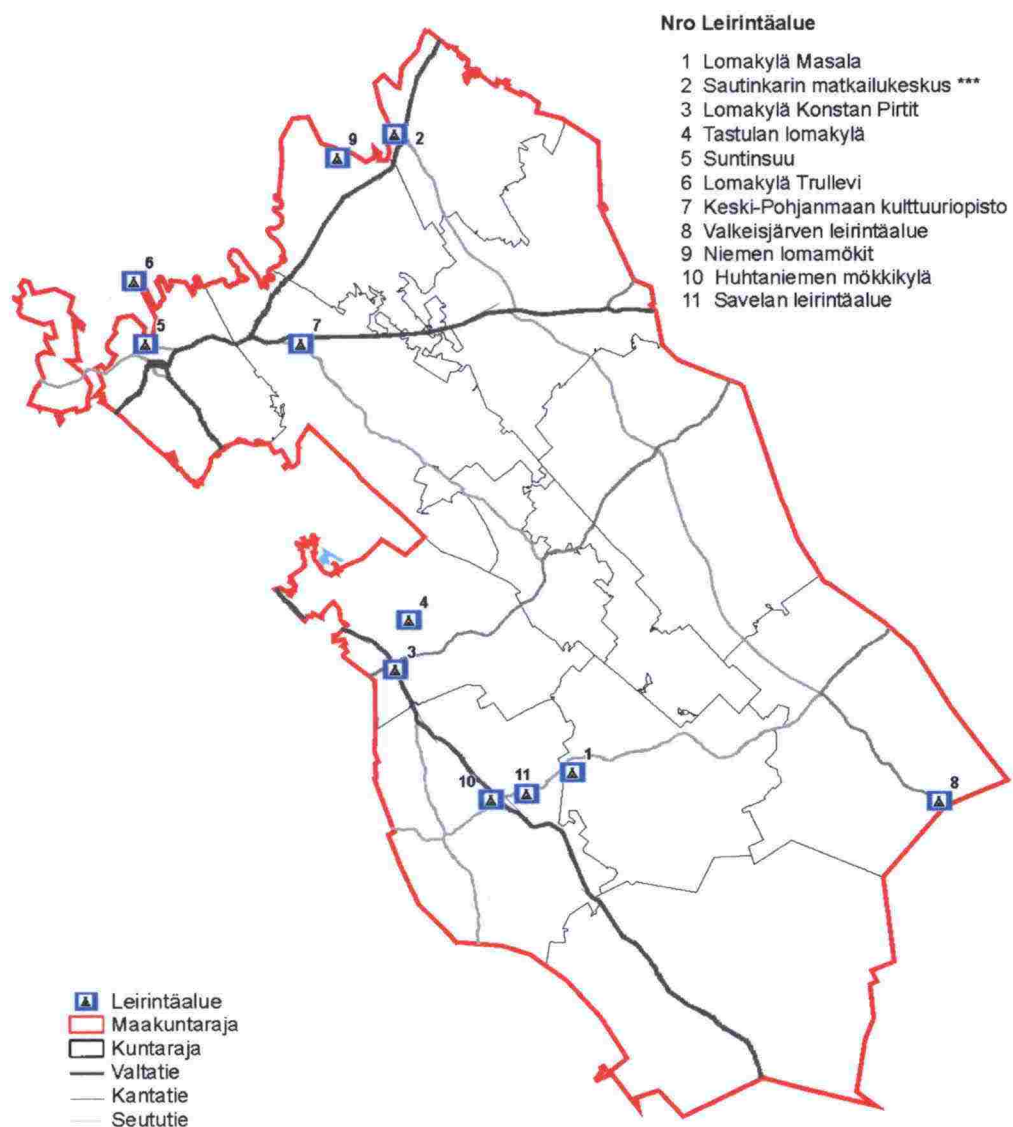 Nro Leirintäalue
1 Lomakylä Masala
2 Sautinkarin matkailukeskus ***
3 Lomakylä Konstan Pirtit
4 Tastulan lomakylä
5 Suntinsuu
6 Lomakylä Trullevi
7 Keski-Pohjanmaan kulttuuriopisto
8 Valkeisjärven leirintäalue
9 Niemen lomamökit
10 Huhtaniemen mökkikylä
11 Savelan leirintäalue
2
9
6
5
7
4
3
1
11
10
8
Leirintäalue
Maakuntaraja
Kuntaraja
Valtatie
Kantatie
Seututie